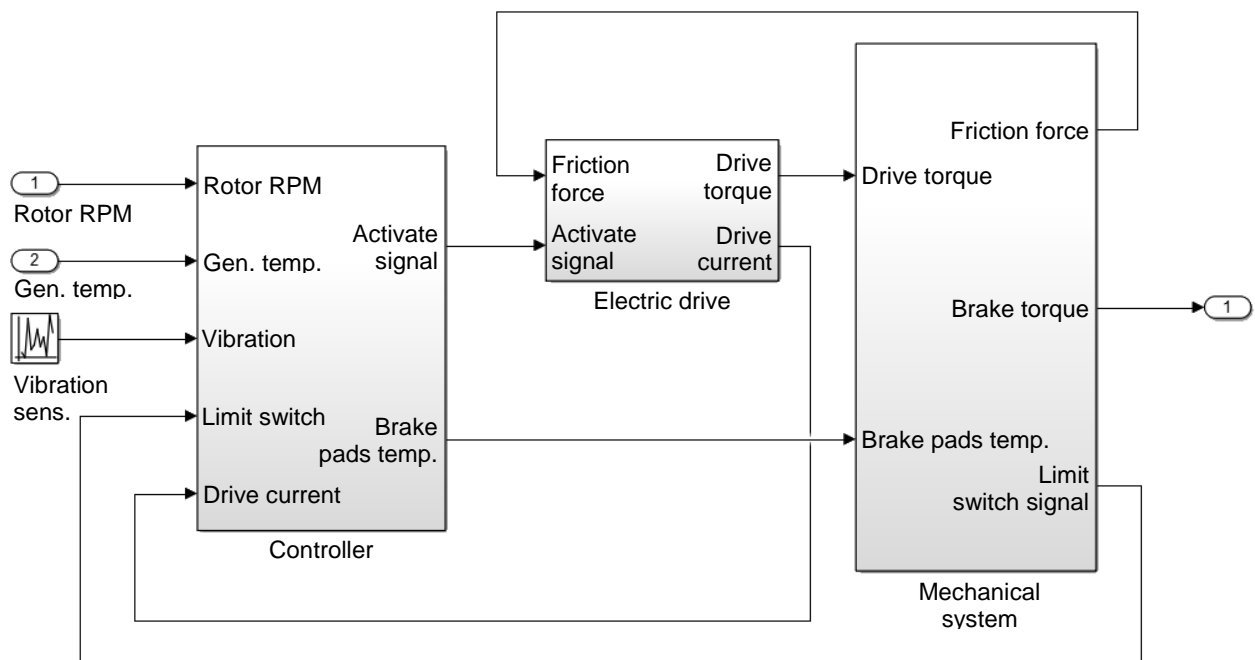 1
Rotor RPM
2
Gen. temp.
Vibration
sens.
Rotor RPM
Gen. temp.
Vibration
Limit switch
Drive current
Activate
signal
Brake
pads temp.
Controller
Friction
force
Activate
signal
Drive
torque
Drive
current
Electric drive
Drive torque
Brake pads temp.
Friction force
Brake torque
Limit
switch signal
Mechanical
system
1